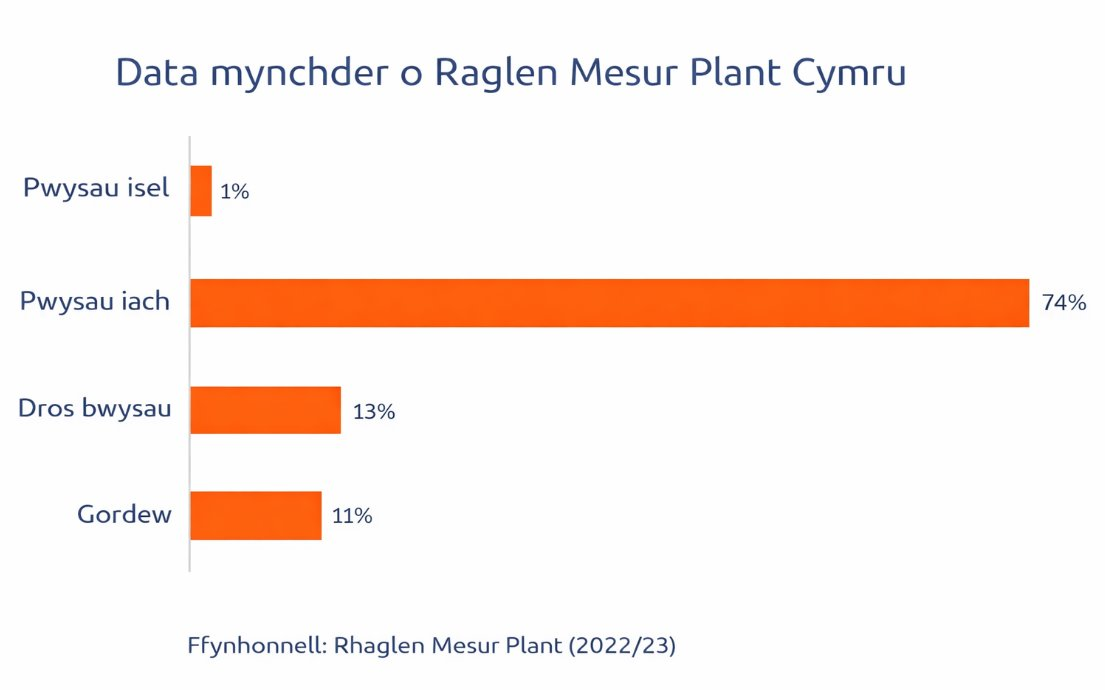 Data mynchder o Raglen Mesur Plant Cymru
Pwysau isel 1%
Pwysau iach 74%
Dros bwysau 13%
Gordew 11%
Ffynhonnell: Rhaglen Mesur Plant (2022/23)